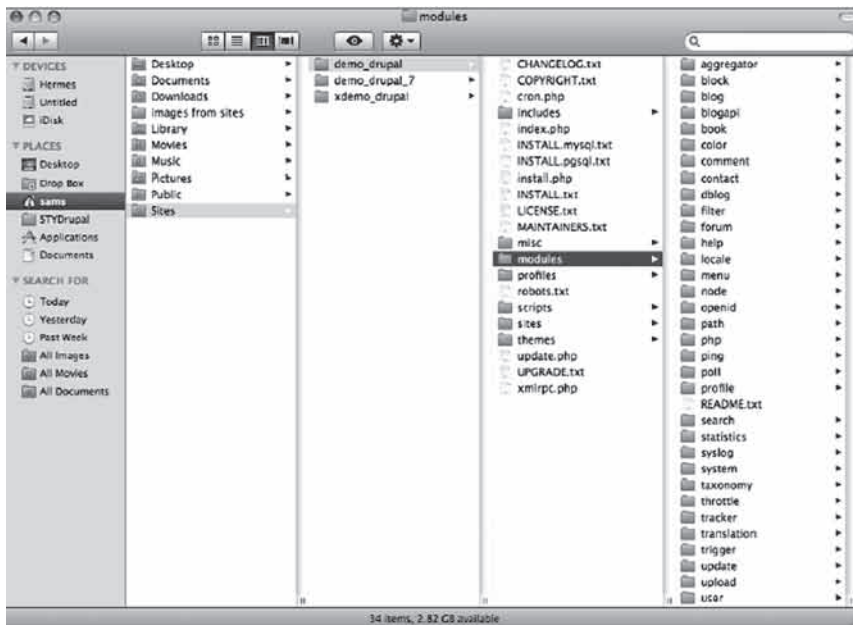 modules
DEVICES
Hermes
Untitled
iDisk
PLACES
Desktop
Drop Box
sams
STYDrupal
Applications
Documents
SEARCH FOR
Today
Yesterday
Past Week
All Images
All Movies
All Documents
Desktop
Documents
Downloads
Images from sites
Library
Movies
Music
Pictures
Public
Sites
demo_drupal
demo_drupal_7
xdemo_drupal
CHANGELOG.txt
COPYRIGHT.txt
cron.php
includes
index.php
INSTALL.mysql.txt
INSTALL.pgsql.txt
install.php
INSTALL.txt
LICENSE.txt
MAINTAINERS.txt
misc
modules
profiles
robots.txt
scripts
sites
themes
update.php
UPGRADE.txt
xmlrpc.php
aggregator
block
blog
blogapi
book
color
comment
contact
dblog
filter
forum
help
locale
menu
node
openid
path
php
ping
poll
profile
README.txt
search
statistics
syslog
system
taxonomy
throttle
tracker
translation
trigger
update
upload
user
34 items, 2.82 GB available